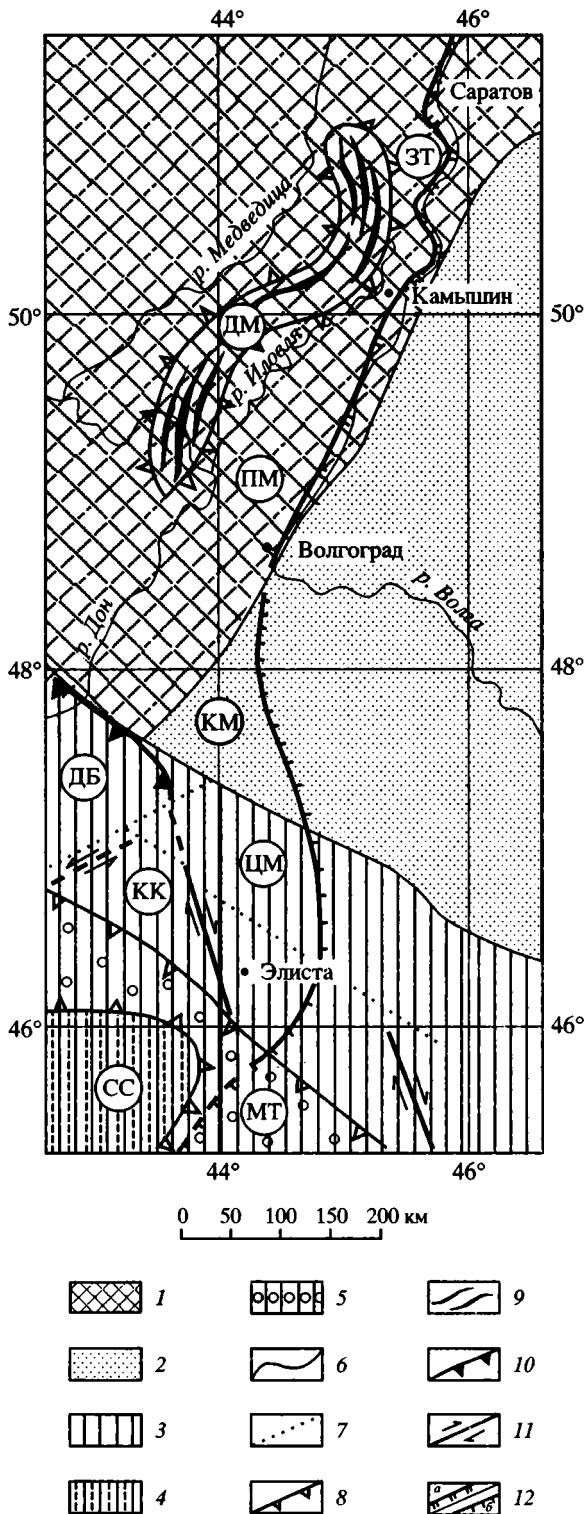 44° 46°
Саратов
ЗТ
р. Медведица
Камышин
50° 50°
ДМ
р. Иловля
ПМ
Волгоград
р. Волга
р. Дон
48° 48°
КМ
ДБ
ЦМ
КК
Элиста
46° 46°
СС
МТ
44° 46°
0 50 100 150 200 км
1 5 9
2 6 10
3 7 11
4 8 а б 12